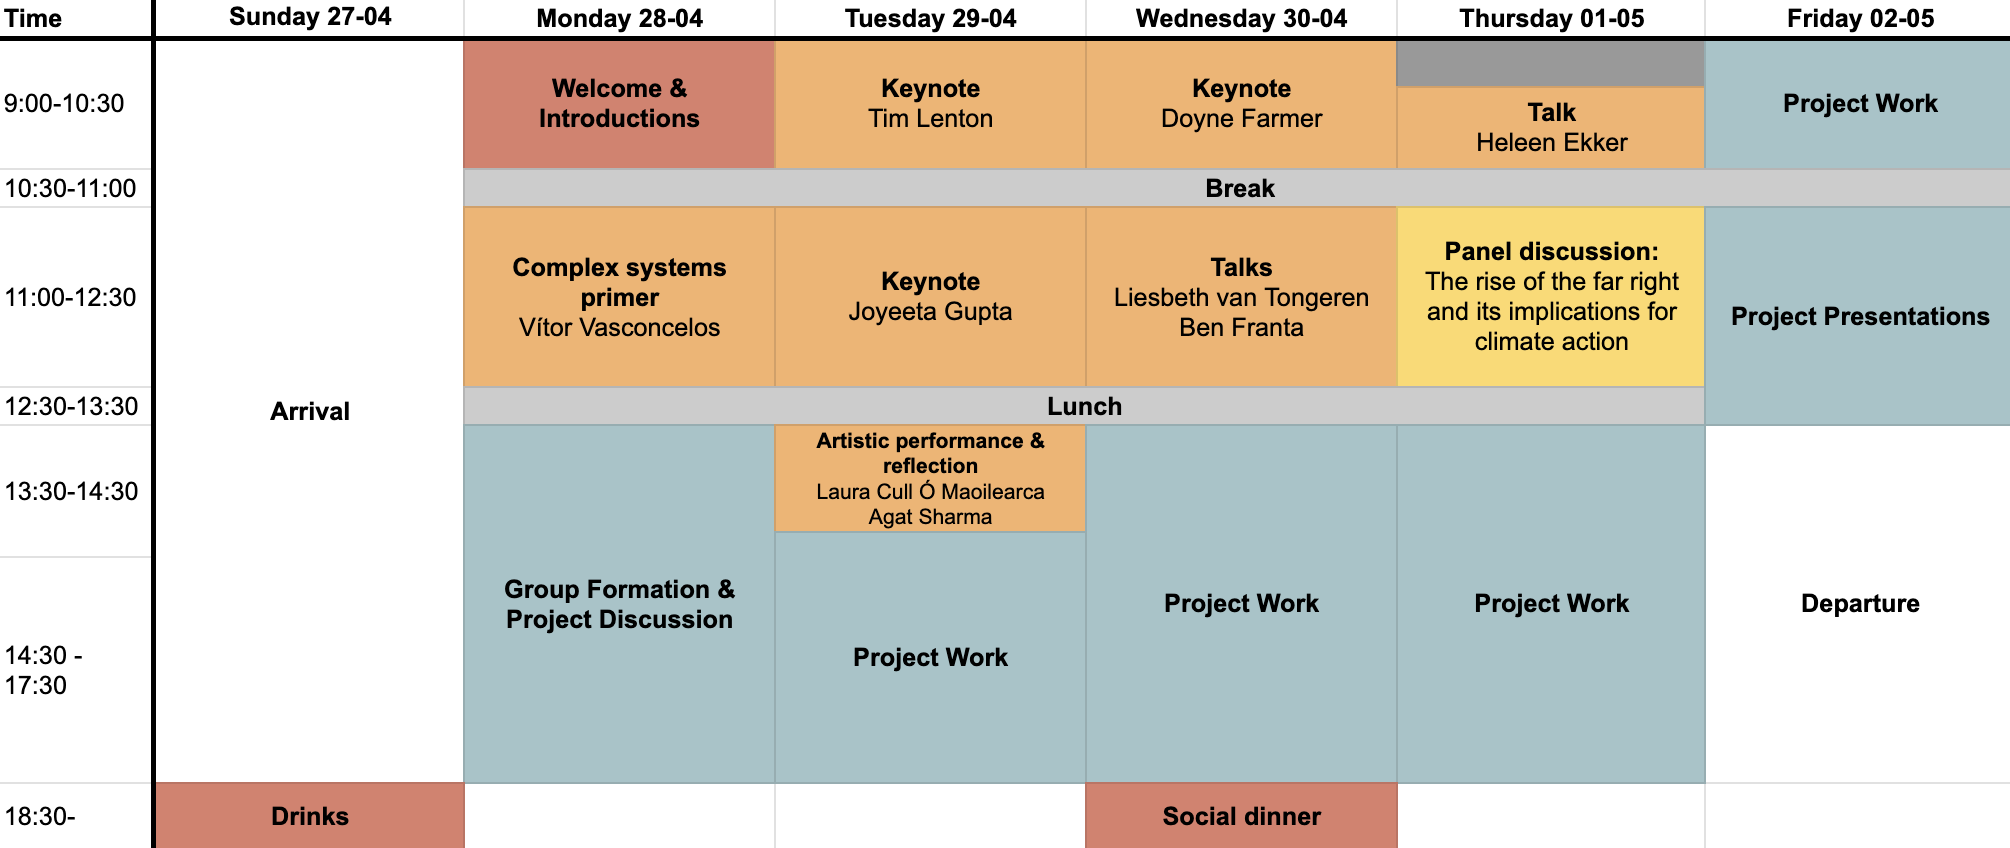 Time
Sunday 27-04
Monday 28-04
Tuesday 29-04
Wednesday 30-04
Thursday 01-05
Friday 02-05
9:00-10:30
Welcome &
Introductions
Keynote
Tim Lenton
Keynote
Doyne Farmer
Talk
Heleen Ekker
Project Work
10:30-11:00
Break
11:00-12:30
Complex systems
primer
Vítor Vasconcelos
Keynote
Joyeeta Gupta
Talks
Liesbeth van Tongeren
Ben Franta
Panel discussion:
The rise of the far right
and its implications for
climate action
Project Presentations
12:30-13:30
Arrival
Lunch
13:30-14:30
Artistic performance &
reflection
Laura Cull Ó Maoilearca
Agat Sharma
14:30 -
17:30
Group Formation &
Project Discussion
Project Work
Project Work
Project Work
Departure
18:30-
Drinks
Social dinner